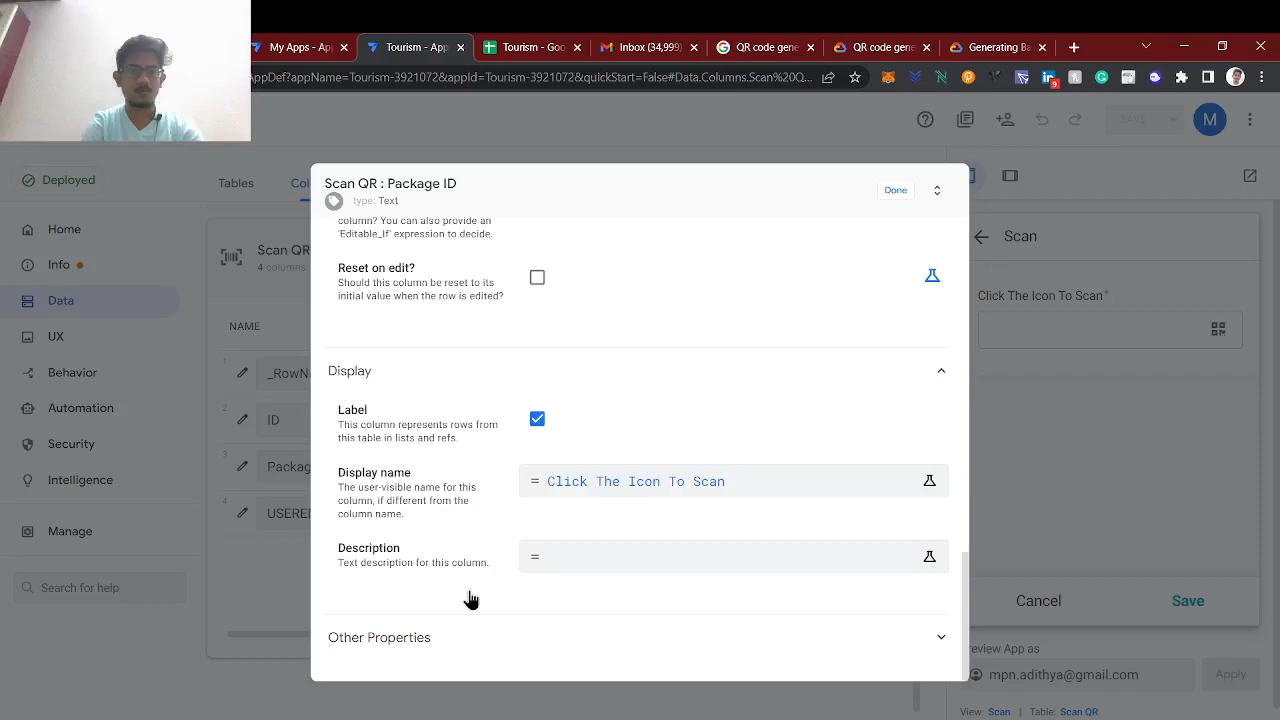 My Apps - Ap
Tourism - App
Tourism - Goo
Inbox (34,999)
QR code gene
QR code gene
Generating Ba
AppDef?appName=Tourism-3921072&appId=Tourism-3921072&quickStart=False#Data.Columns.Scan%20Q...
9
SAVE
M
Deployed
Tables
Col
Home
Info
Data
UX
Behavior
Automation
Security
Intelligence
Manage
Search for help
Scan QR
4 columns:
NAME
1
_RowNu
2
ID
3
Packag
4
USEREM
Scan QR : Package ID
type: Text
Done
column? You can also provide an
'Editable_If' expression to decide.
Reset on edit?
Should this column be reset to its
initial value when the row is edited?
Display
Label
This column represents rows from
this table in lists and refs.
Display name
The user-visible name for this
column, if different from the
column name.
= Click The Icon To Scan
Description
Text description for this column.
=
Other Properties
Scan
Click The Icon To Scan*
Cancel
Save
review App as
mpn.adithya@gmail.com
Apply
View: Scan | Table: Scan QR